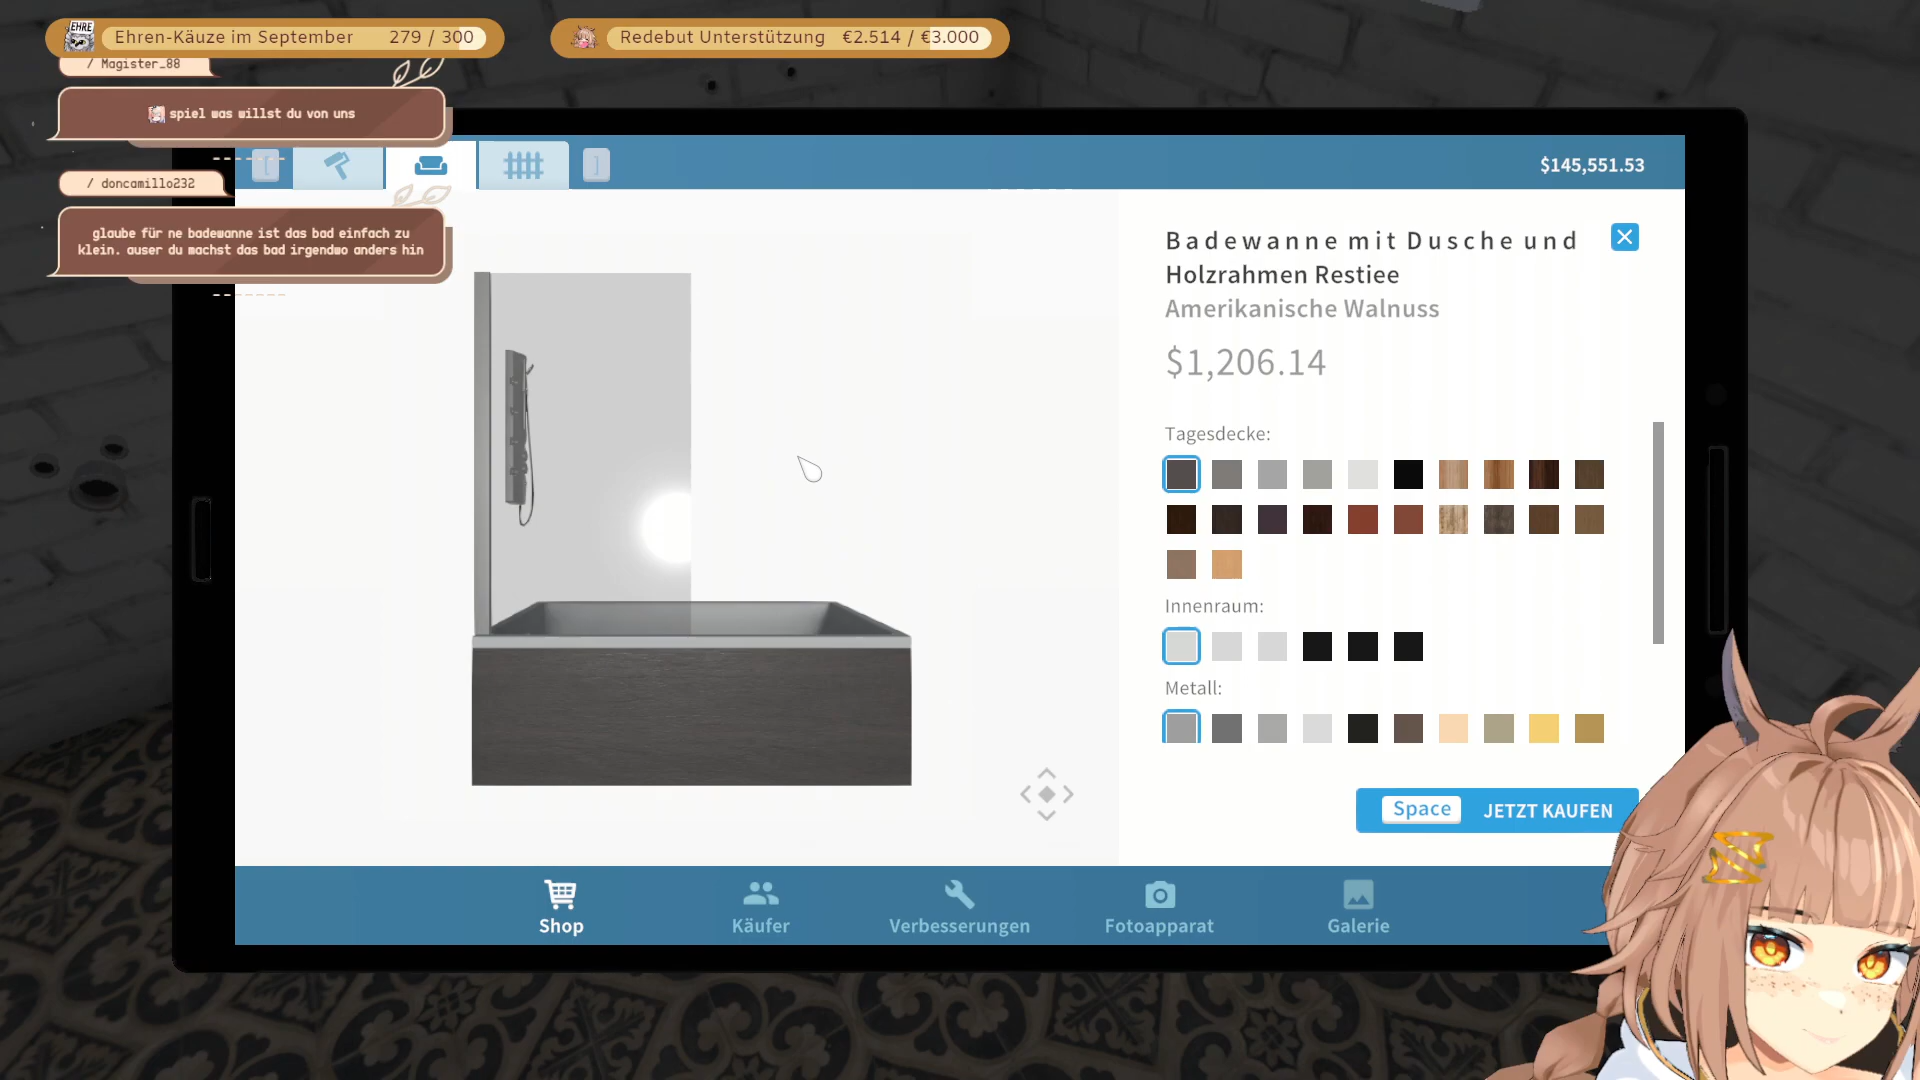 EHRE
Ehren-Käuze im September 279 / 300
Redebut Unterstützung €2.514 / €3.000
/ Magister_88
spiel was willst du von uns
/ doncamillo232
glaube für ne badewanne ist das bad einfach zu
klein. auser du machst das bad irgendwo anders hin
[
]
$145,551.53
Badewanne mit Dusche und
Holzrahmen Restiee
Amerikanische Walnuss
$1,206.14
Tagesdecke:
Innenraum:
Metall:
Space JETZT KAUFEN
Shop
Käufer
Verbesserungen
Fotoapparat
Galerie